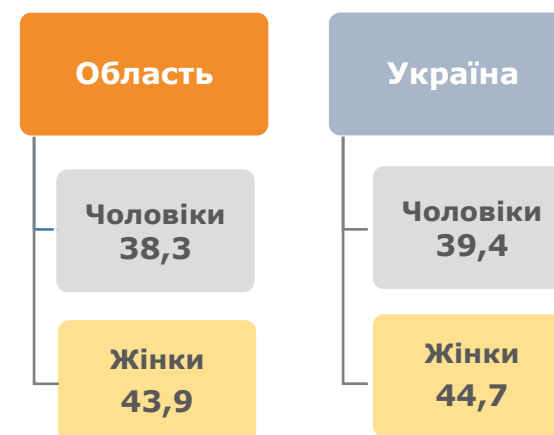 Область
Чоловіки
38,3
Жінки
43,9
Україна
Чоловіки
39,4
Жінки
44,7